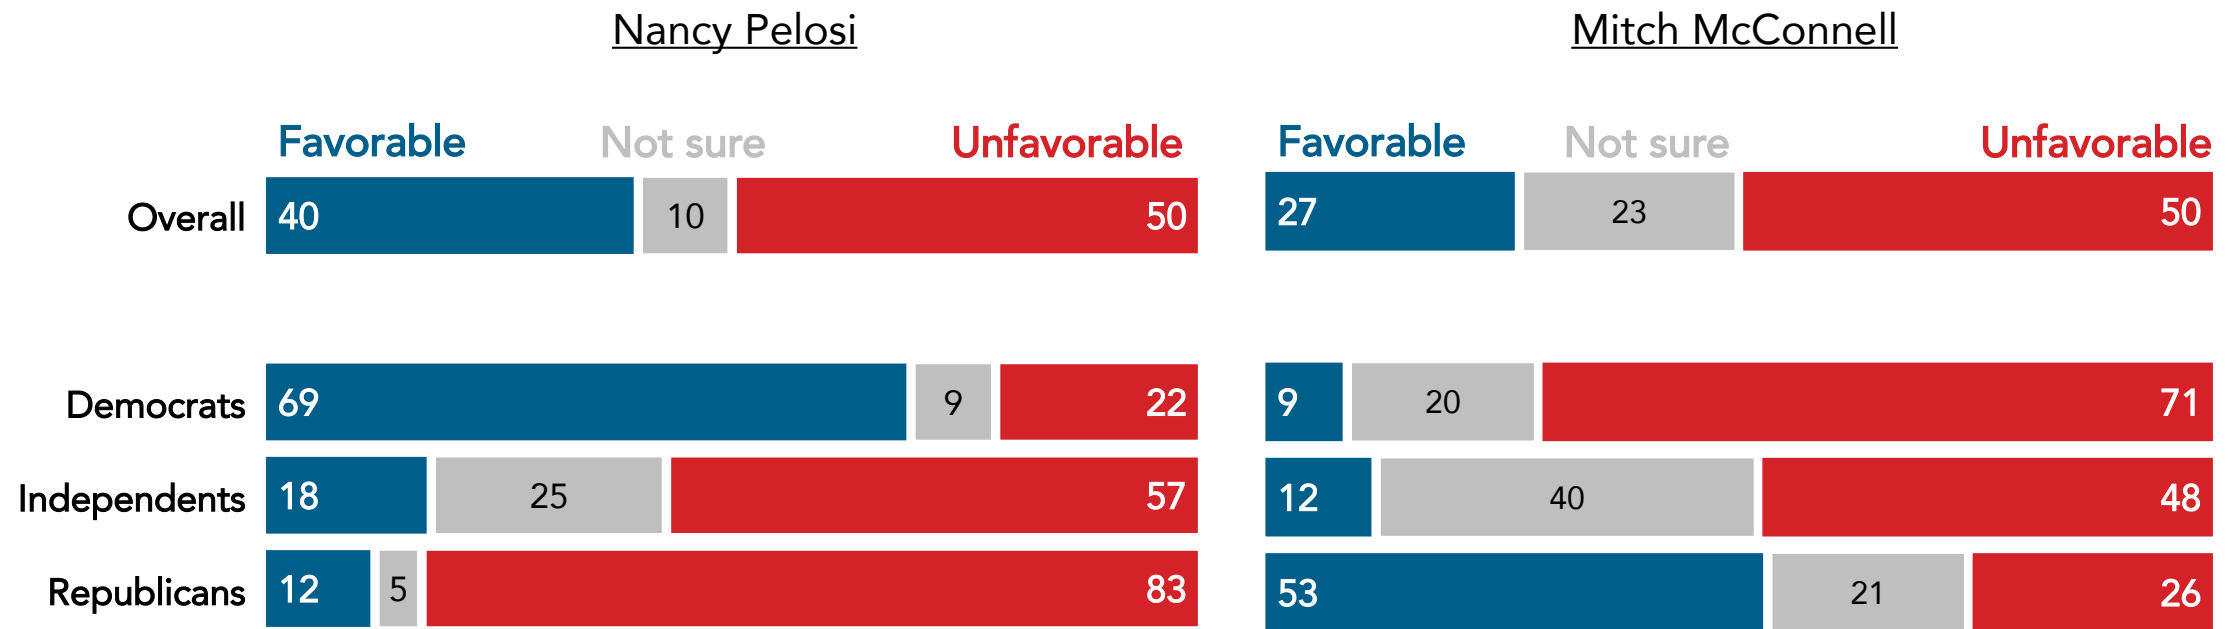 Nancy Pelosi Mitch McConnell
Favorable Not sure Unfavorable Favorable Not sure Unfavorable
Overall 40 10 50 27 23 50
Democrats 69 9 22 9 20 71
Independents 18 25 57 12 40 48
Republicans 12 5 83 53 21 26